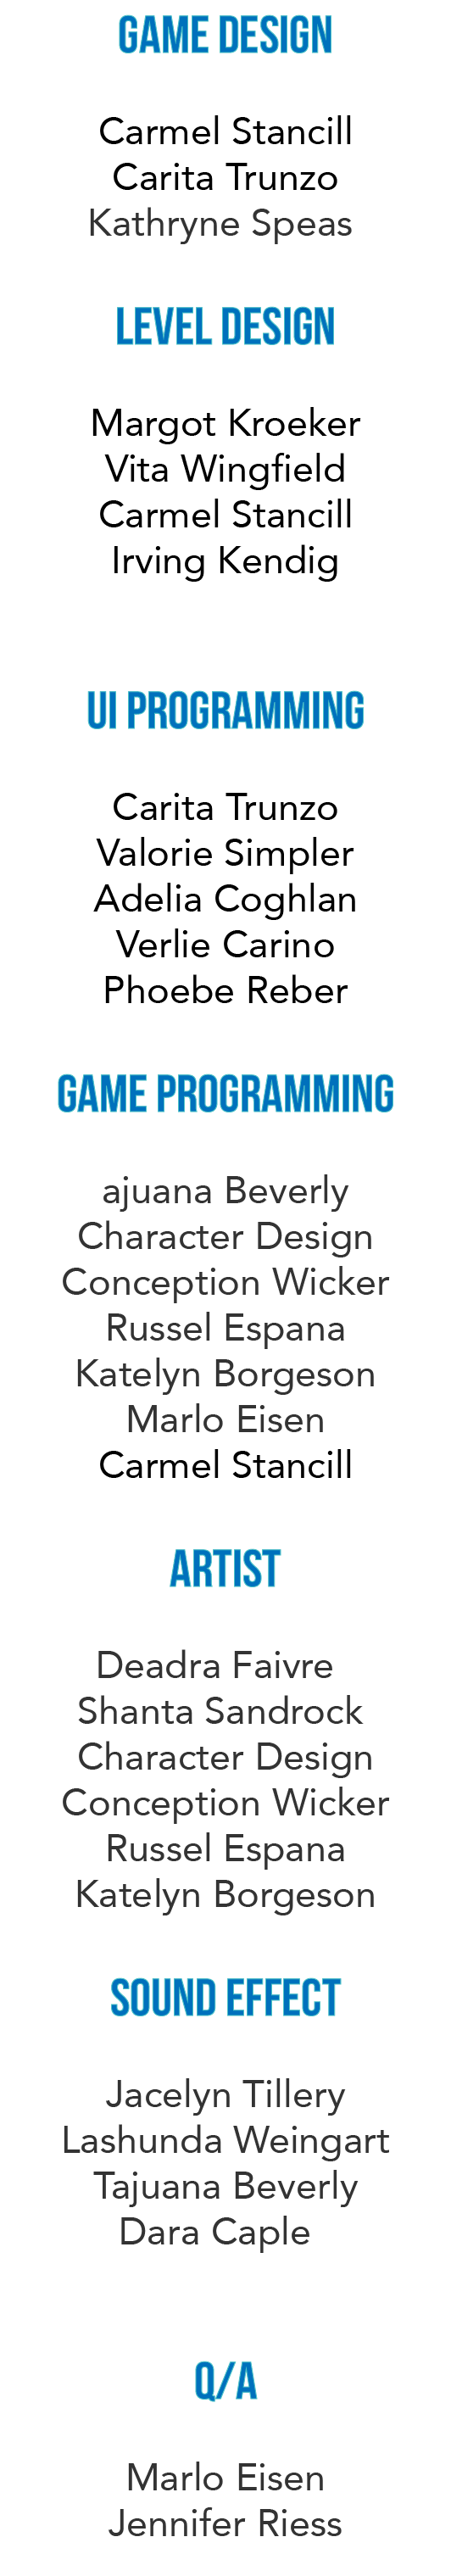 GAME DESIGN
Carmel Stancill
Carita Trunzo
Kathryne Speas
LEVEL DESIGN
Margot Kroeker
Vita Wingfield
Carmel Stancill
Irving Kendig
UI PROGRAMMING
Carita Trunzo
Valorie Simpler
Adelia Coghlan
Verlie Carino
Phoebe Reber
GAME PROGRAMMING
ajuana Beverly
Character Design
Conception Wicker
Russel Espana
Katelyn Borgeson
Marlo Eisen
Carmel Stancill
ARTIST
Deadra Faivre
Shanta Sandrock
Character Design
Conception Wicker
Russel Espana
Katelyn Borgeson
SOUND EFFECT
Jacelyn Tillery
Lashunda Weingart
Tajuana Beverly
Dara Caple
Q/A
Marlo Eisen
Jennifer Riess